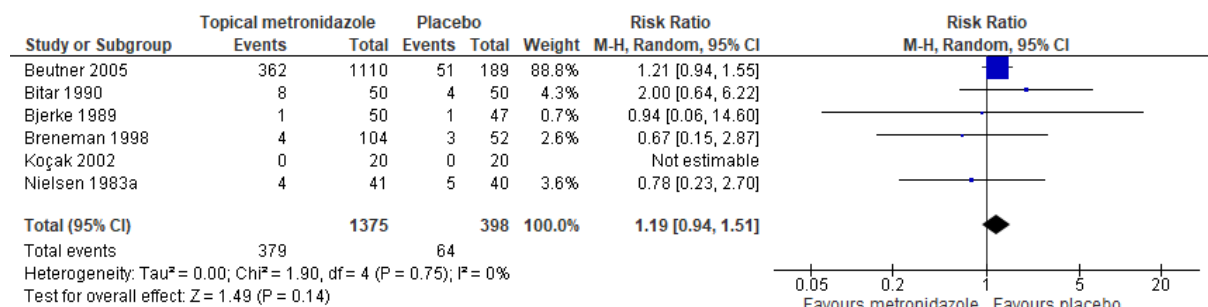 Topical metronidazole Placebo Risk Ratio Risk Ratio
Study or Subgroup Events Total Events Total Weight M-H, Random, 95% CI M-H, Random, 95% CI
Beutner 2005 362 1110 51 189 88.8% 1.21 [0.94, 1.55]
Bitar 1990 8 50 4 50 4.3% 2.00 [0.64, 6.22]
Bjerke 1989 1 50 1 47 0.7% 0.94 [0.06, 14.60]
Breneman 1998 4 104 3 52 2.6% 0.67 [0.15, 2.87]
Koçak 2002 0 20 0 20 Not estimable
Nielsen 1983a 4 41 5 40 3.6% 0.78 [0.23, 2.70]
Total (95% CI) 1375 398 100.0% 1.19 [0.94, 1.51]
Total events 379 64
Heterogeneity: Tau² = 0.00; Chi² = 1.90, df = 4 (P = 0.75); I² = 0%
Test for overall effect: Z = 1.49 (P = 0.14)
0.05 0.2 1 5 20
Favours metronidazole Favours placebo